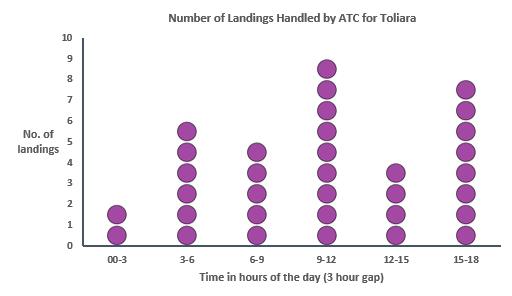 Number of Landings Handled by ATC for Toliara
10
9
8
7
6
5
4
3
2
1
0
No. of
landings
00-3 3-6 6-9 9-12 12-15 15-18
Time in hours of the day (3 hour gap)